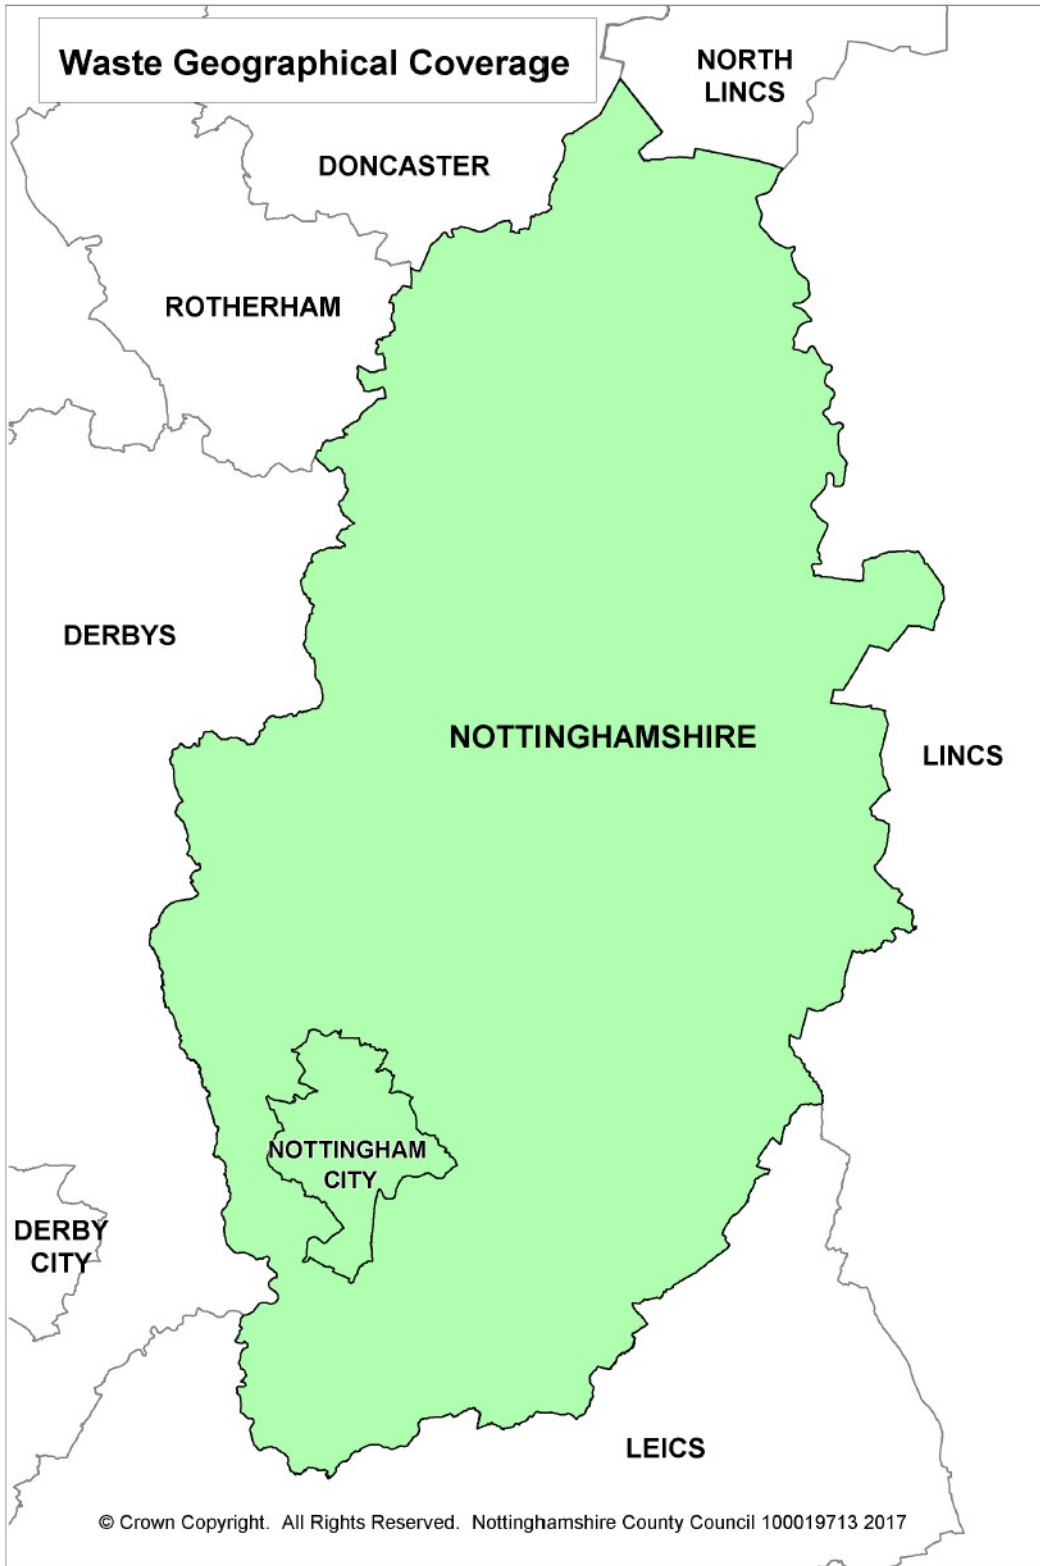 Waste Geographical Coverage
NORTH
LINCS
DONCASTER
ROTHERHAM
DERBYS
NOTTINGHAMSHIRE
LINCS
NOTTINGHAM
CITY
DERBY
CITY
LEICS
© Crown Copyright. All Rights Reserved. Nottinghamshire County Council 100019713 2017